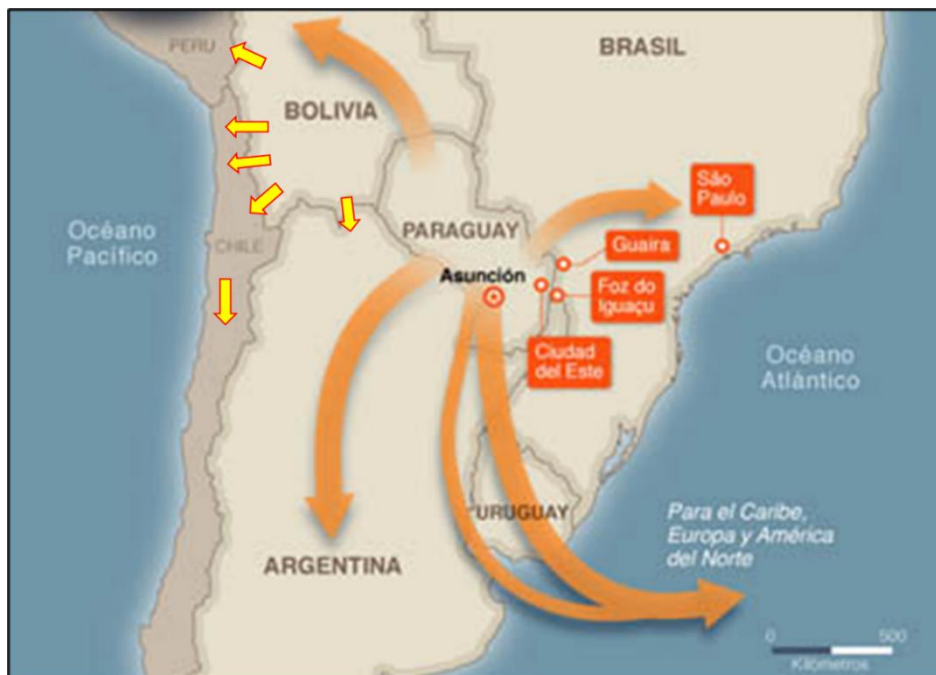 PERU
BRASIL
BOLIVIA
São
Paulo
Océano
Pacífico
CHILE
PARAGUAY
Guaira
Asunción
Foz do
Iguaçu
Ciudad
del Este
Océano
Atlántico
URUGUAY
Para el Caribe,
Europa y América
del Norte
ARGENTINA
0 500
Kilómetros